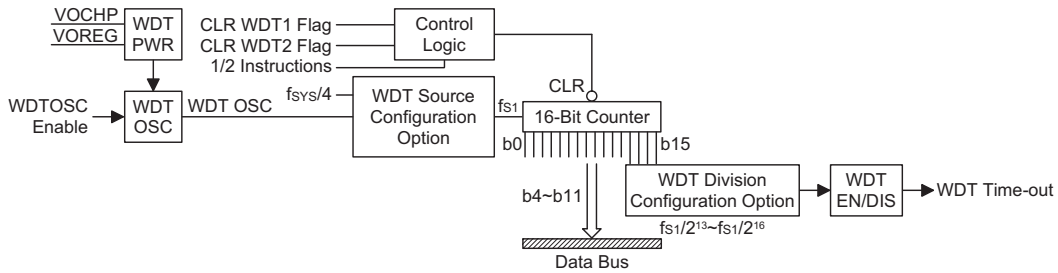 VOCHP
VOREG
WDT
PWR
CLR WDT1 Flag
CLR WDT2 Flag
1/2 Instructions
Control
Logic
WDTOSC
Enable
WDT
OSC
WDT OSC
fSYS/4
WDT Source
Configuration
Option
fS1
CLR
16-Bit Counter
b0
b15
b4~b11
Data Bus
WDT Division
Configuration Option
fS1/2¹³~fS1/2¹⁶
WDT
EN/DIS
WDT Time-out